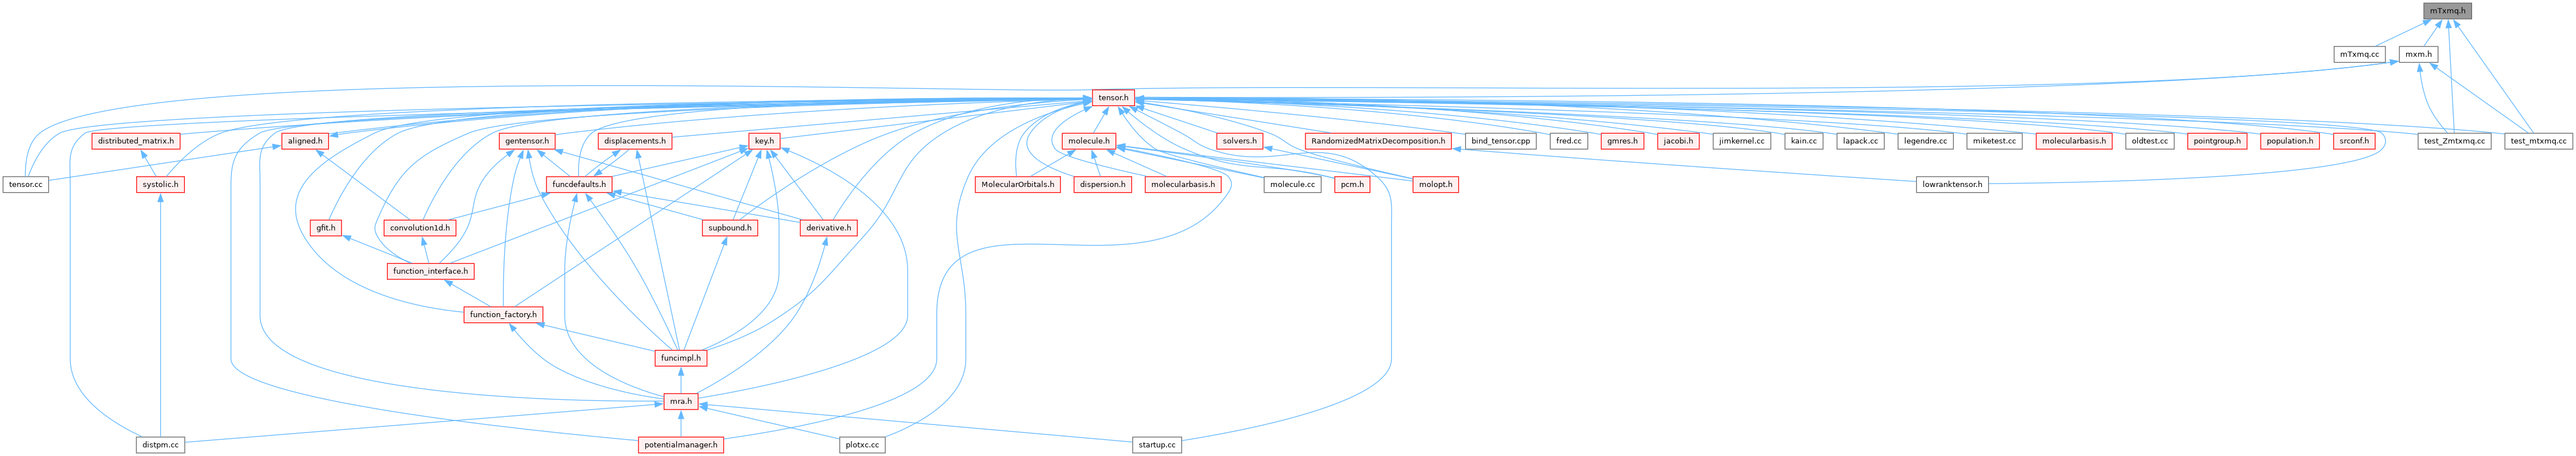 mTxmq.h
mTxmq.cc
mxm.h
tensor.h
distributed_matrix.h
aligned.h
gentensor.h
displacements.h
key.h
molecule.h
solvers.h
RandomizedMatrixDecomposition.h
bind_tensor.cpp
fred.cc
gmres.h
jacobi.h
jimkernel.cc
kain.cc
lapack.cc
legendre.cc
miketest.cc
molecularbasis.h
oldtest.cc
pointgroup.h
population.h
srconf.h
test_Zmtxmq.cc
test_mtxmq.cc
tensor.cc
systolic.h
funcdefaults.h
MolecularOrbitals.h
dispersion.h
molecularbasis.h
molecule.cc
pcm.h
molopt.h
lowranktensor.h
gfit.h
convolution1d.h
supbound.h
derivative.h
function_interface.h
function_factory.h
funcimpl.h
mra.h
distpm.cc
potentialmanager.h
plotxc.cc
startup.cc